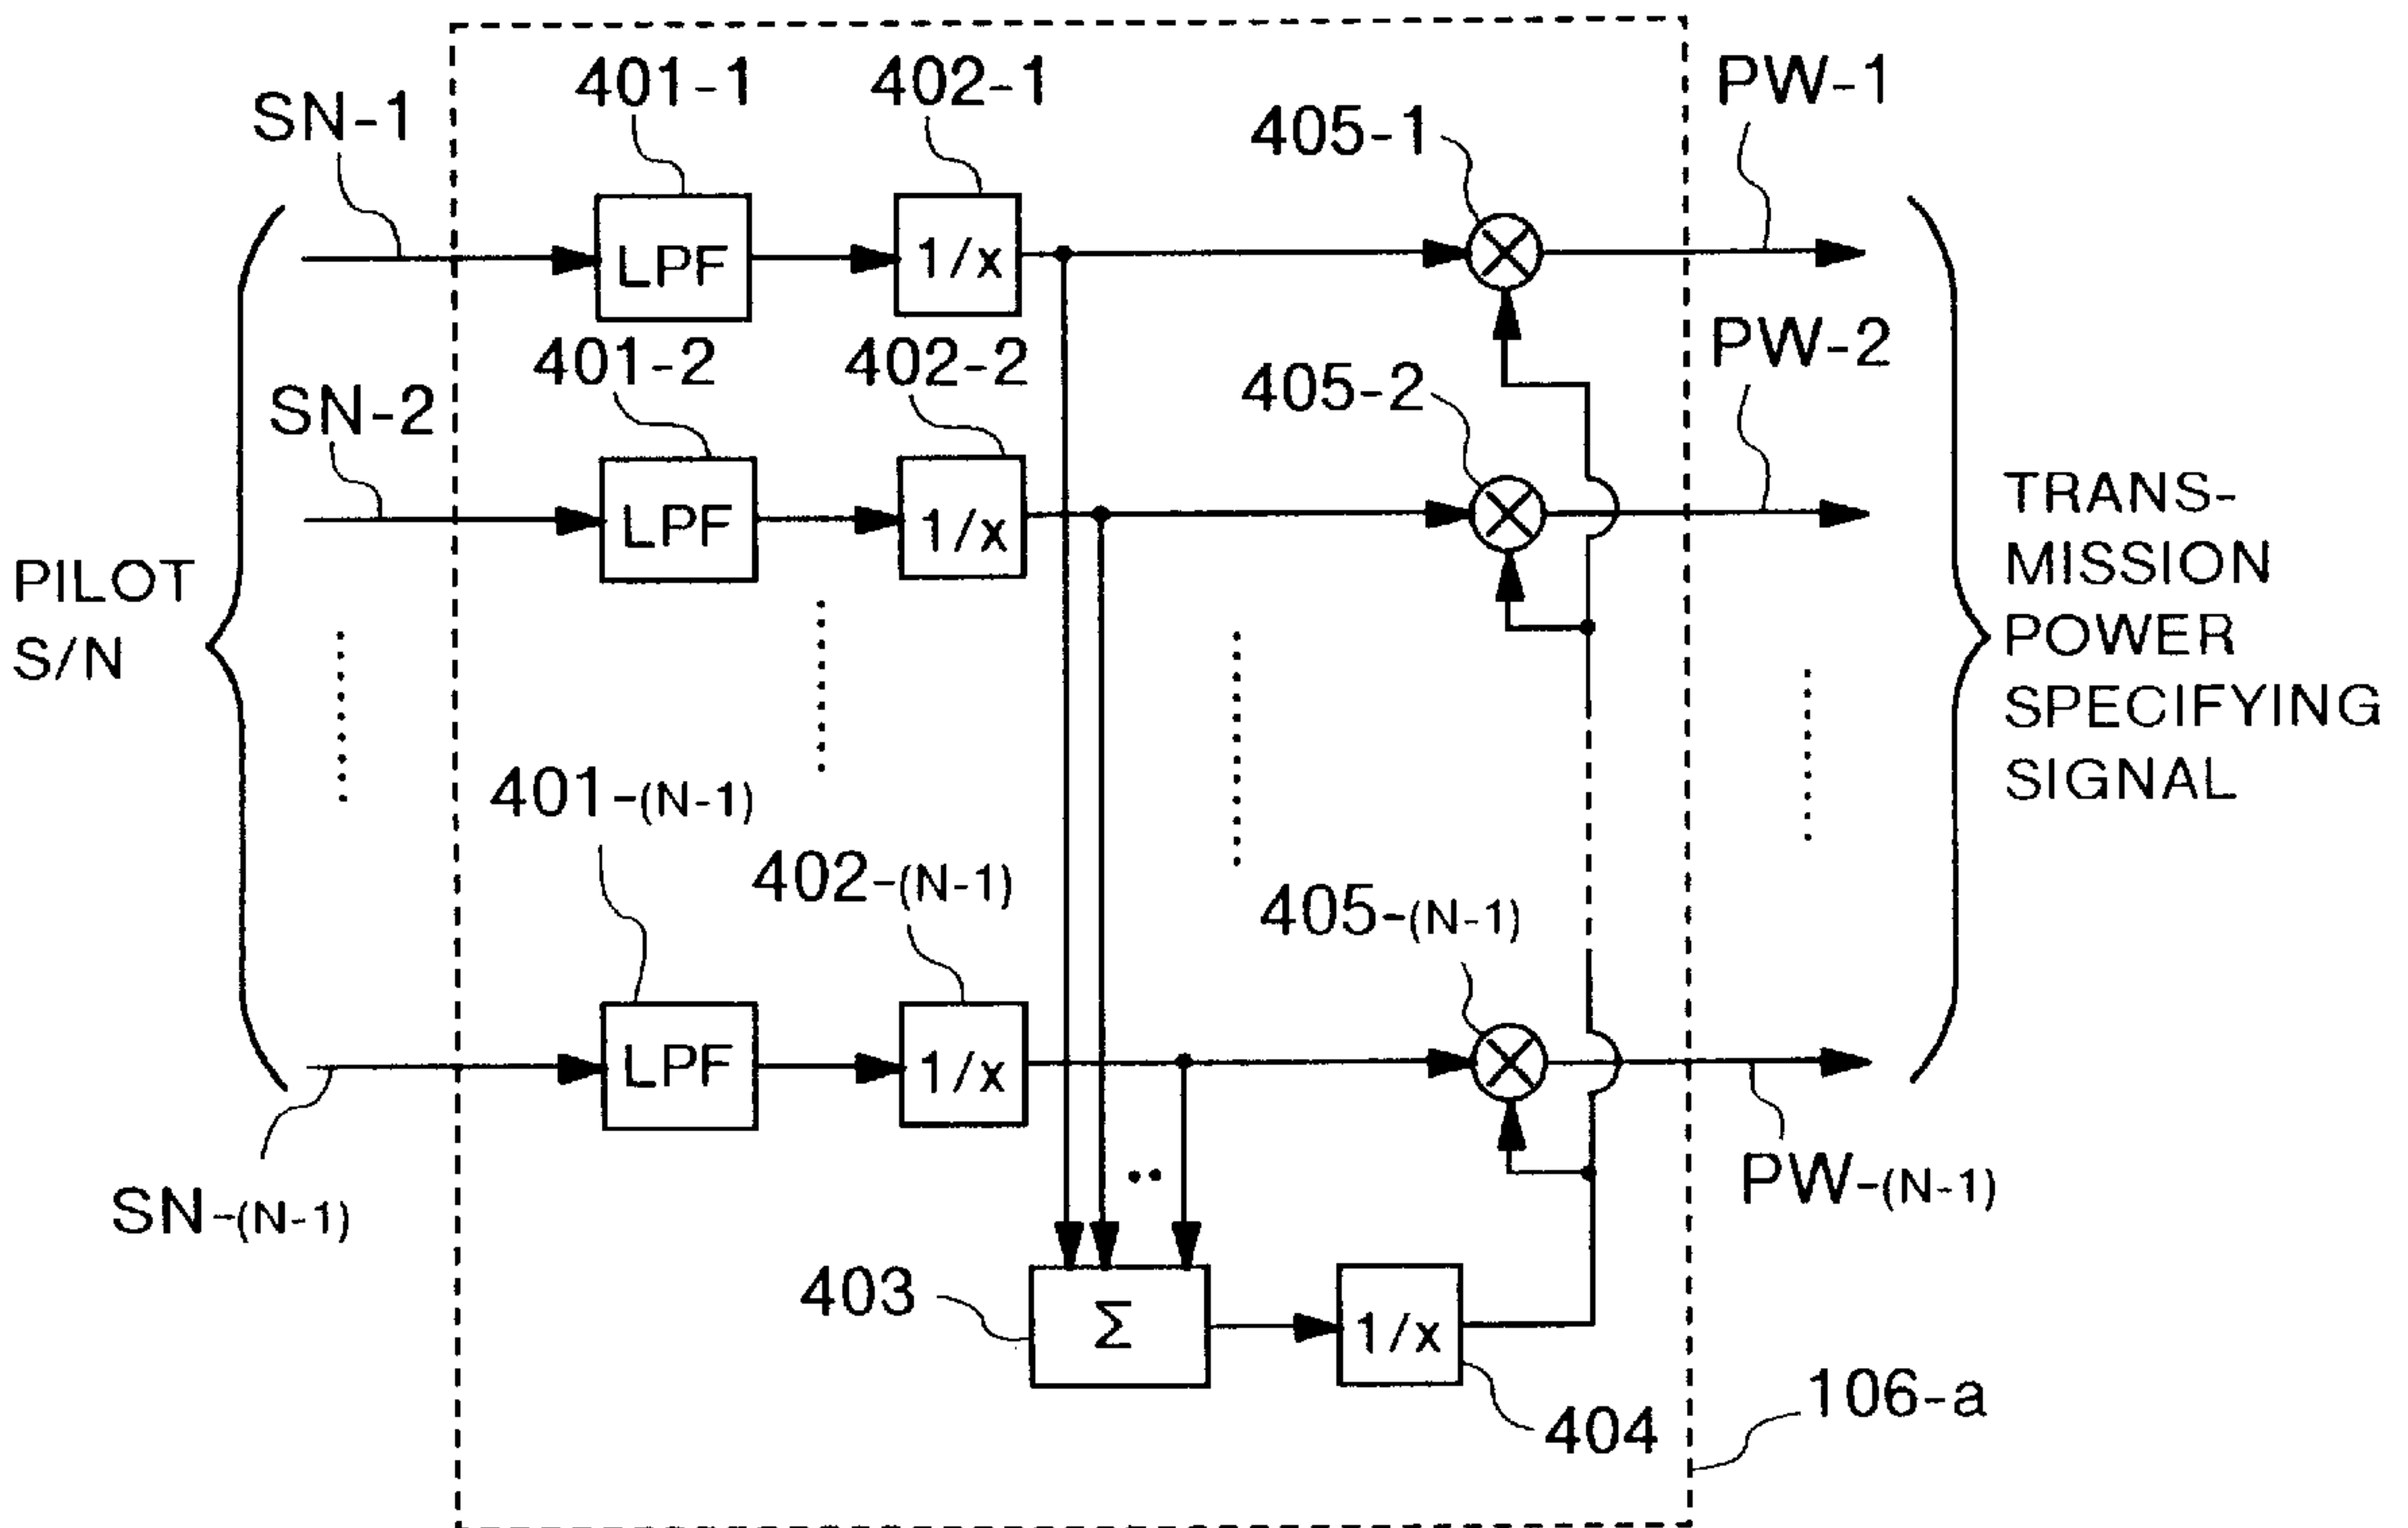 401-1
402-1
PW-1
SN-1
405-1
LPF
1/x
PW-2
401-2
402-2
405-2
SN-2
LPF
1/x
PILOT
S/N
TRANS-
MISSION
POWER
SPECIFYING
SIGNAL
401-(N-1)
402-(N-1)
405-(N-1)
LPF
1/x
SN-(N-1)
PW-(N-1)
403
Σ
1/x
404
106-a